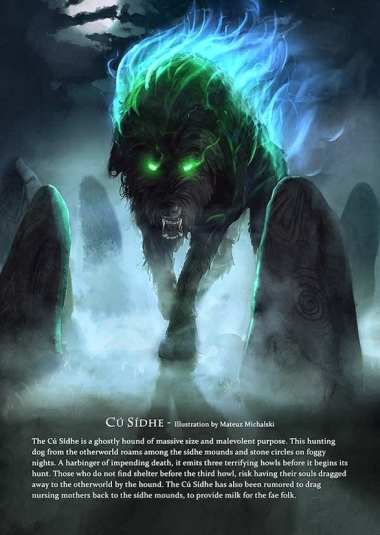 Cú Sídhe - Illustration by Mateuz Michalski
The Cú Sídhe is a ghostly hound of massive size and malevolent purpose. This hunting
dog from the otherworld roams among the sídhe mounds and stone circles on foggy
nights. A harbinger of impending death, it emits three terrifying howls before it begins its
hunt. Those who do not find shelter before the third howl, risk having their souls dragged
away to the otherworld by the hound. The Cú Sídhe has also been rumored to drag
nursing mothers back to the sídhe mounds, to provide milk for the fae folk.